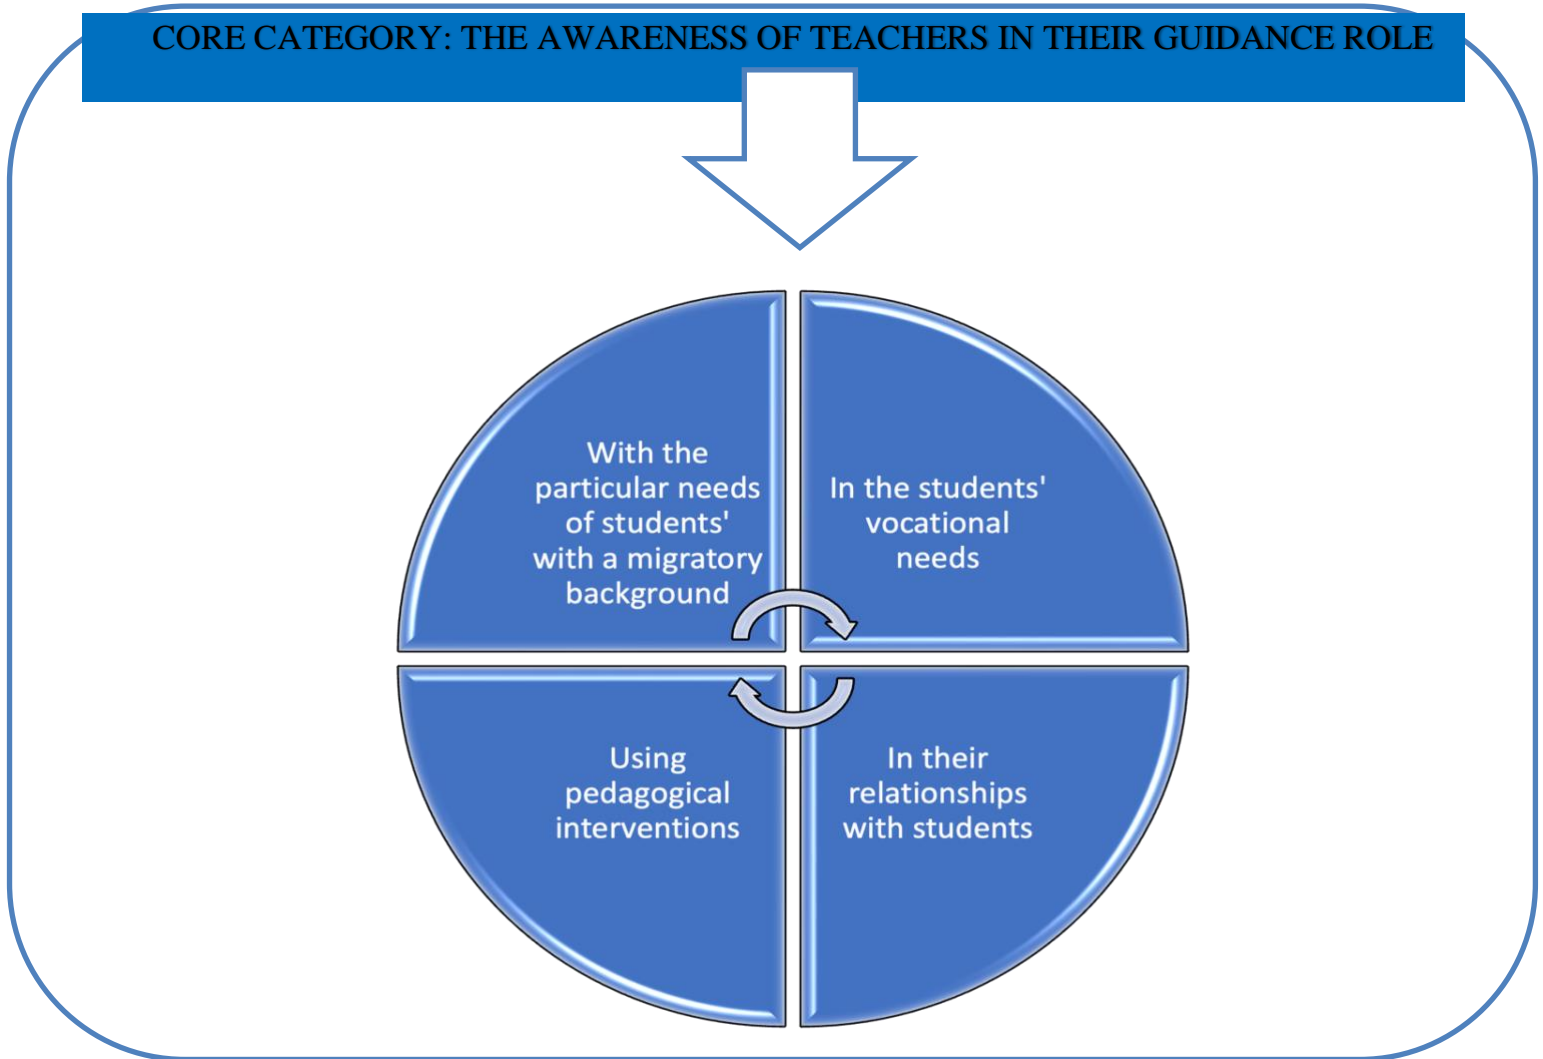 CORE CATEGORY: THE AWARENESS OF TEACHERS IN THEIR GUIDANCE ROLE
With the
particular needs
of students'
with a migratory
background
In the students'
vocational
needs
Using
pedagogical
interventions
In their
relationships
with students